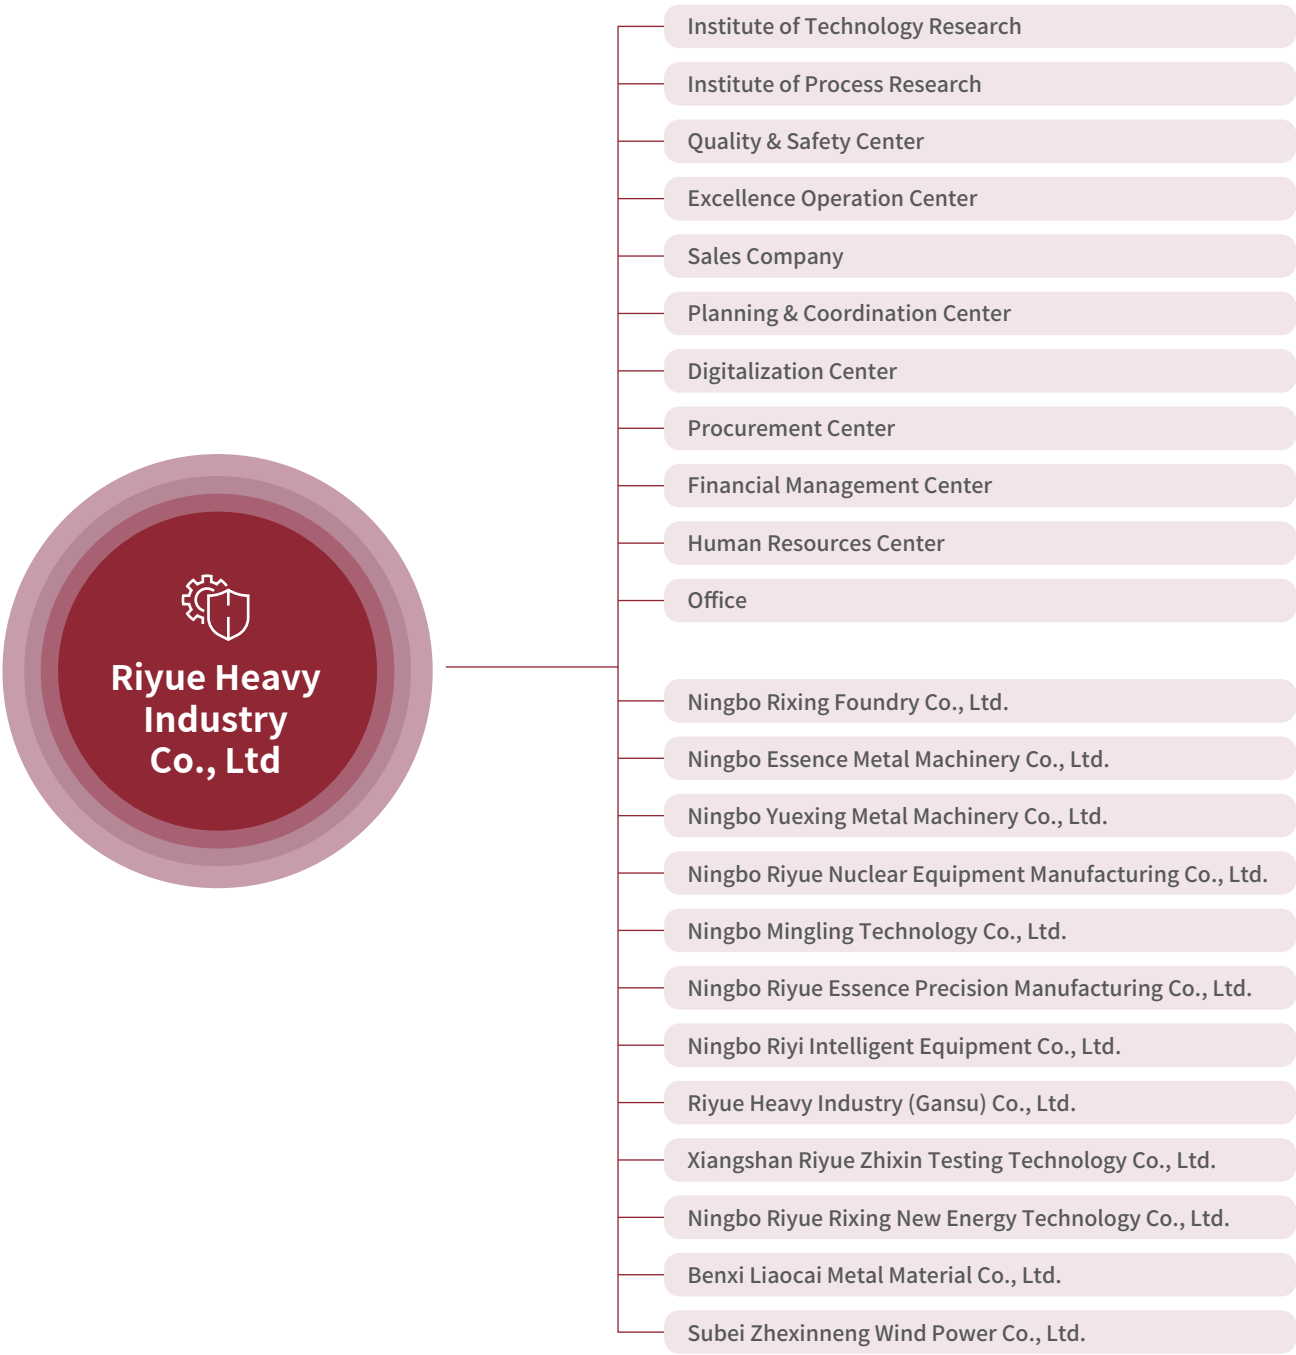 Institute of Technology Research
Institute of Process Research
Quality & Safety Center
Excellence Operation Center
Sales Company
Planning & Coordination Center
Digitalization Center
Procurement Center
Financial Management Center
Human Resources Center
Office
Riyue Heavy
Industry
Co., Ltd
Ningbo Rixing Foundry Co., Ltd.
Ningbo Essence Metal Machinery Co., Ltd.
Ningbo Yuexing Metal Machinery Co., Ltd.
Ningbo Riyue Nuclear Equipment Manufacturing Co., Ltd.
Ningbo Mingling Technology Co., Ltd.
Ningbo Riyue Essence Precision Manufacturing Co., Ltd.
Ningbo Riyi Intelligent Equipment Co., Ltd.
Riyue Heavy Industry (Gansu) Co., Ltd.
Xiangshan Riyue Zhixin Testing Technology Co., Ltd.
Ningbo Riyue Rixing New Energy Technology Co., Ltd.
Benxi Liaocai Metal Material Co., Ltd.
Subei Zhexinneng Wind Power Co., Ltd.